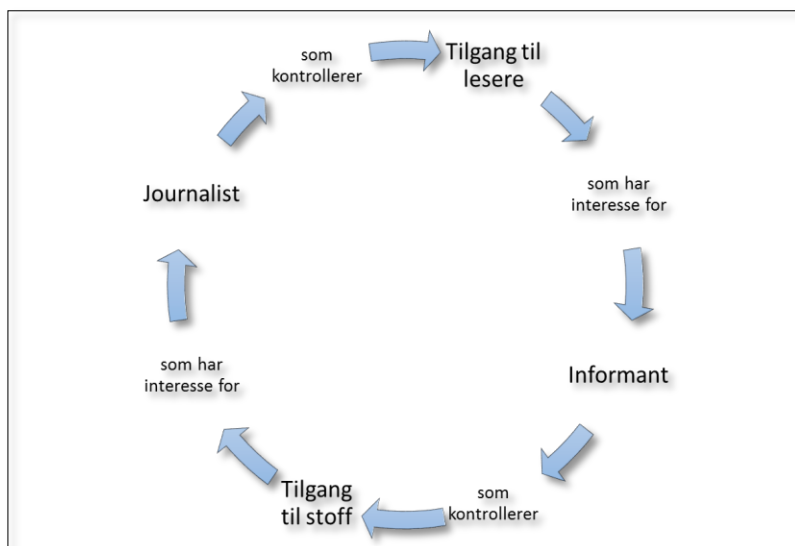 som
kontrollerer
Tilgang til
lesere
som har
interesse for
Informant
som
kontrollerer
Tilgang
til stoff
som har
interesse for
Journalist